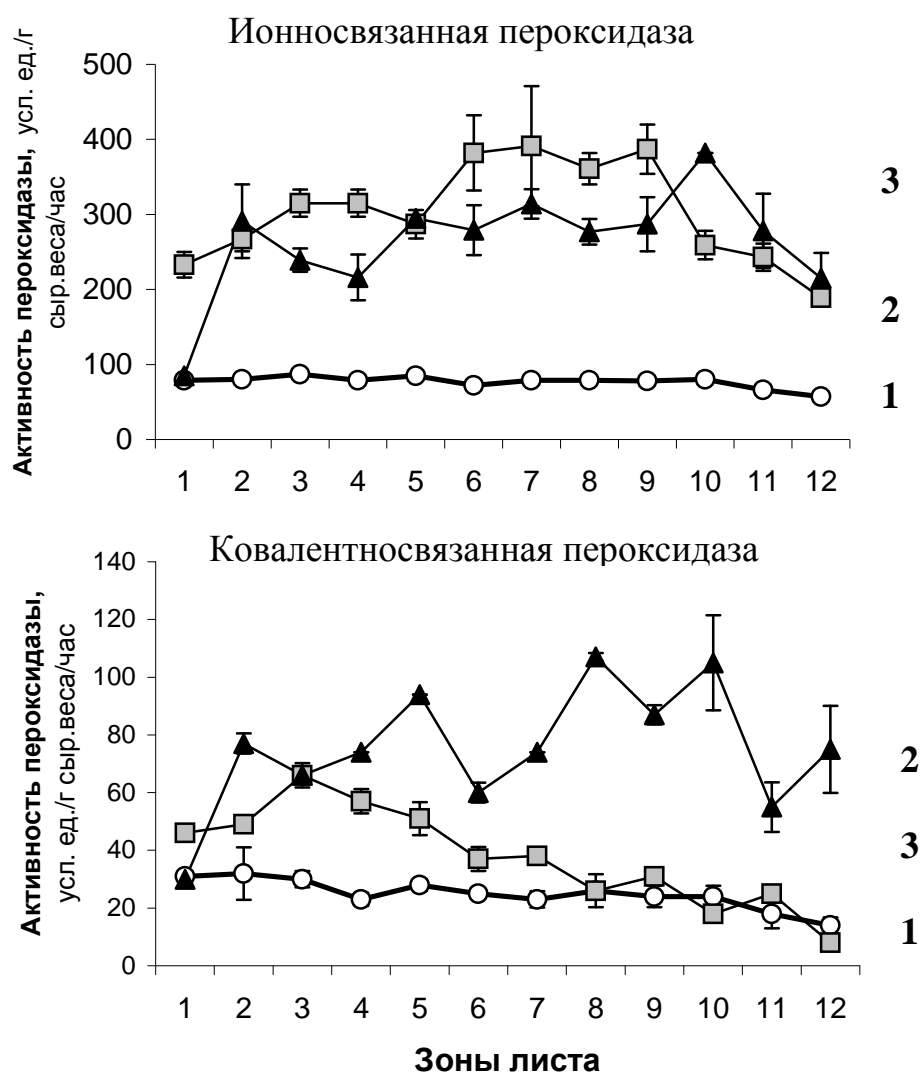 Ионносвязанная пероксидаза
Активность пероксидазы, усл. ед./г
сыр.веса/час
500
400
300
200
100
0
3
2
1
1 2 3 4 5 6 7 8 9 10 11 12
Ковалентносвязанная пероксидаза
Активность пероксидазы,
усл. ед./г сыр.веса/час
140
120
100
80
60
40
20
0
2
3
1
1 2 3 4 5 6 7 8 9 10 11 12
Зоны листа